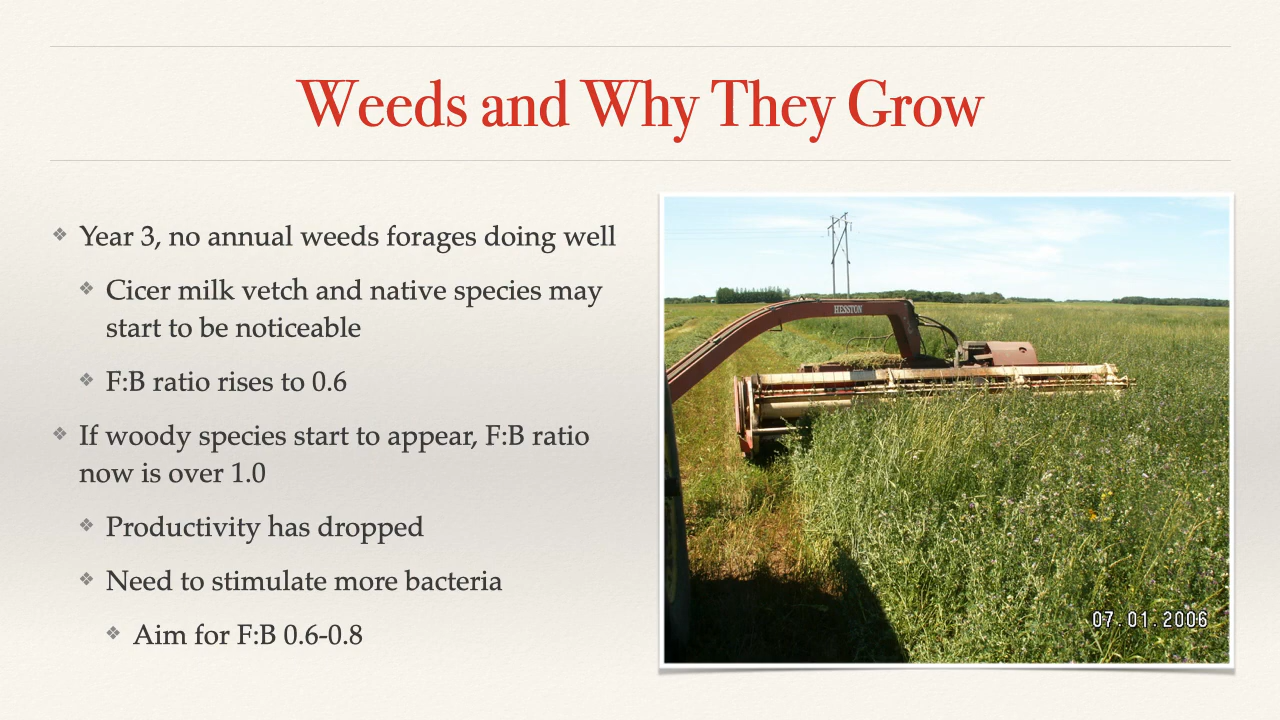 Weeds and Why They Grow
Year 3, no annual weeds forages doing well
Cicer milk vetch and native species may
start to be noticeable
F:B ratio rises to 0.6
If woody species start to appear, F:B ratio
now is over 1.0
Productivity has dropped
Need to stimulate more bacteria
Aim for F:B 0.6-0.8
HESSTON
07.01.2006